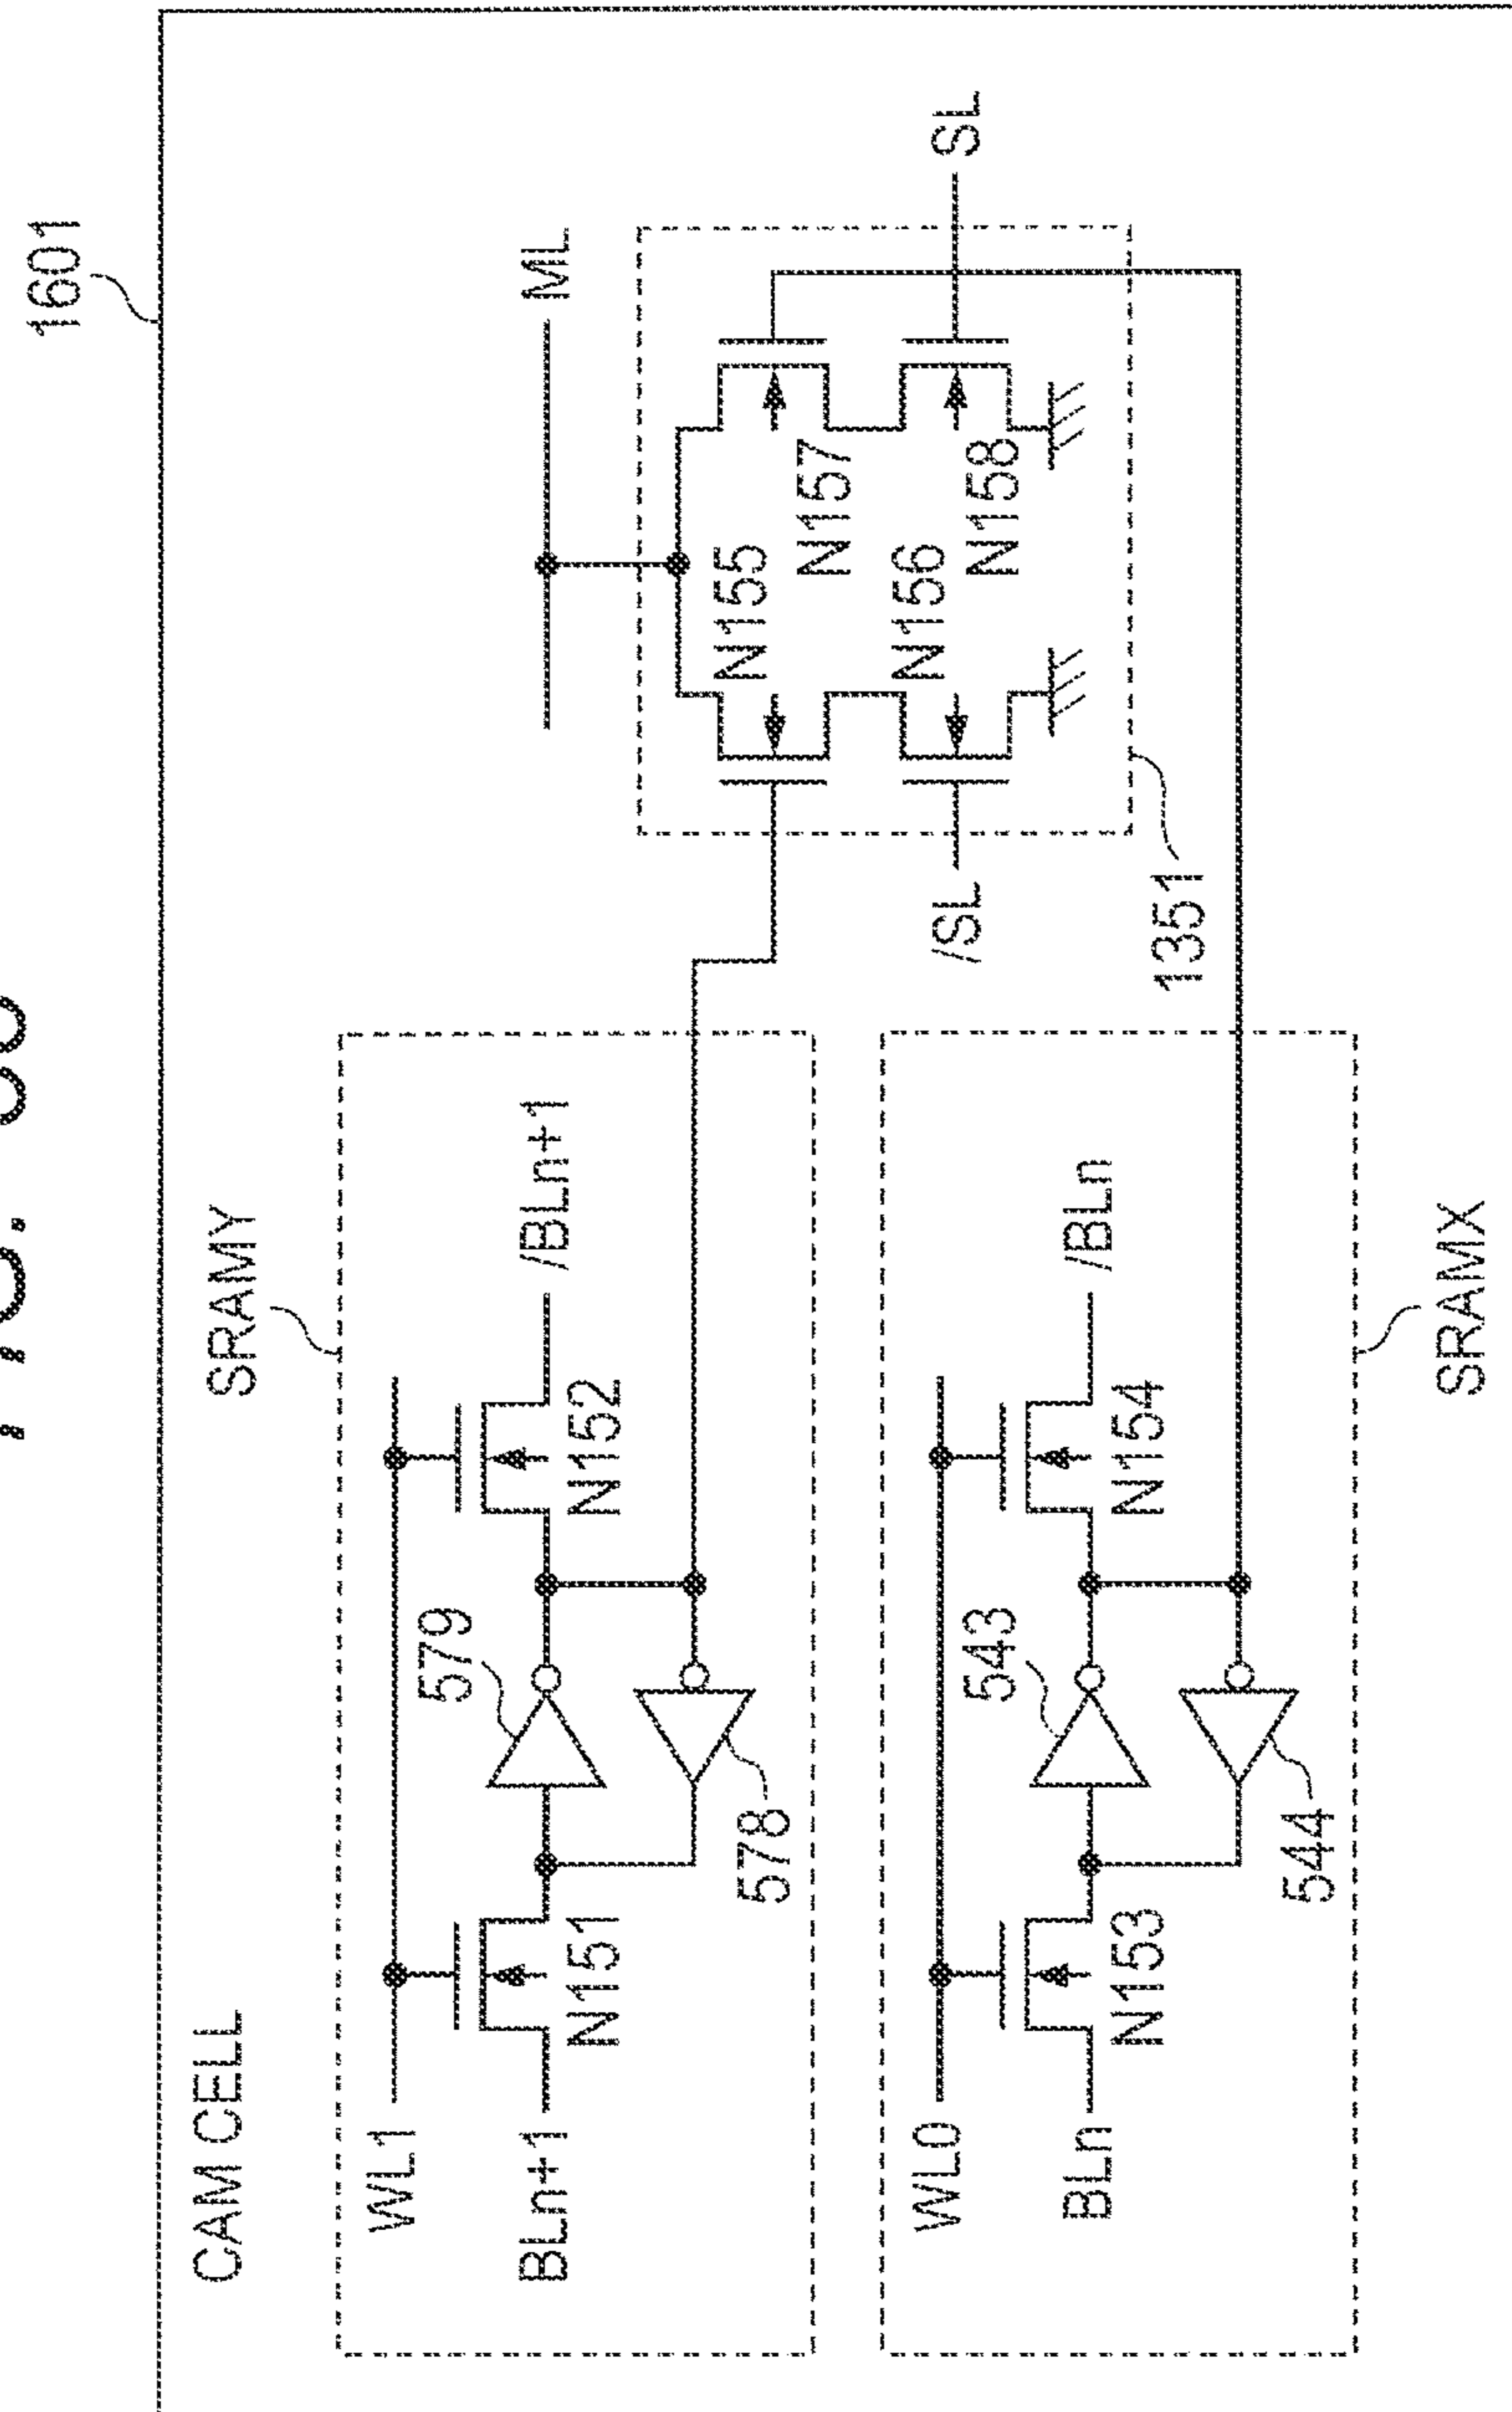 1601
CAM CELL
SRAMY
WL1
BLn+1
N151
579
578
N152
/BLn+1
ML
N155
N157
N156
N158
/SL
SL
1351
WL0
BLn
N153
543
544
N154
/BLn
SRAMX